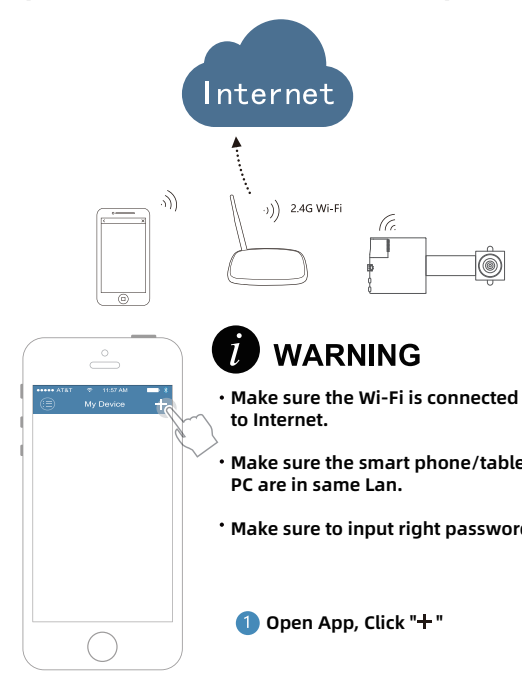 Internet
2.4G Wi-Fi
WARNING
AT&T 11:57 AM
My Device
· Make sure the Wi-Fi is connected
to Internet.
· Make sure the smart phone/table
PC are in same Lan.
· Make sure to input right password
1 Open App, Click "+"